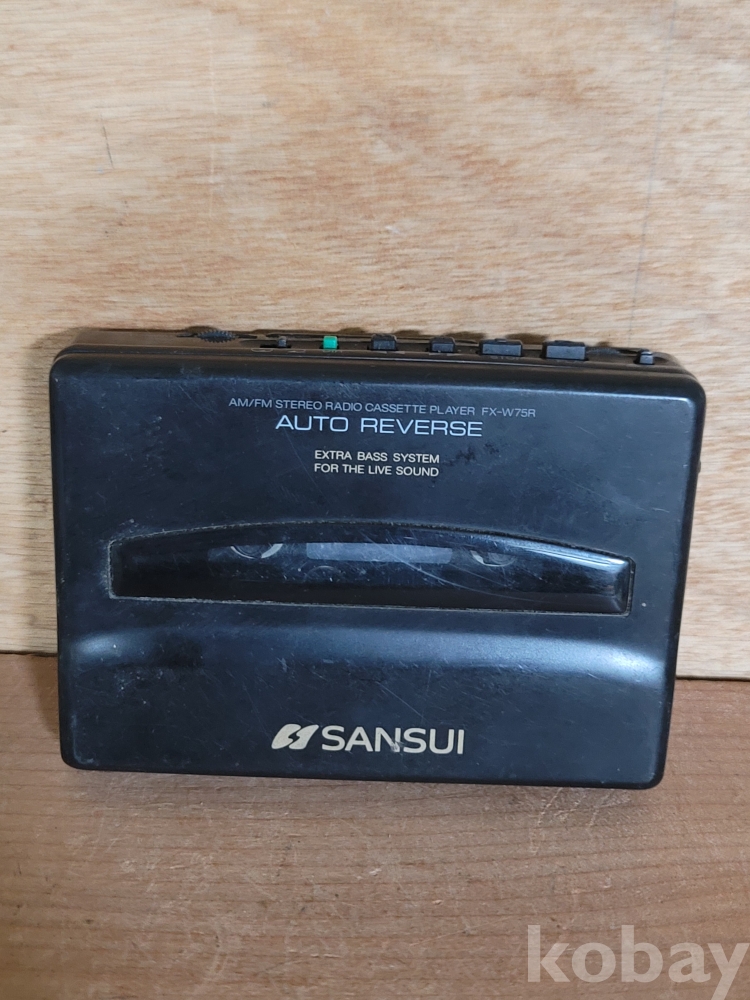 AM/FM STEREO RADIO CASSETTE PLAYER FX-W75R
AUTO REVERSE
EXTRA BASS SYSTEM
FOR THE LIVE SOUND
SANSUI
kobay